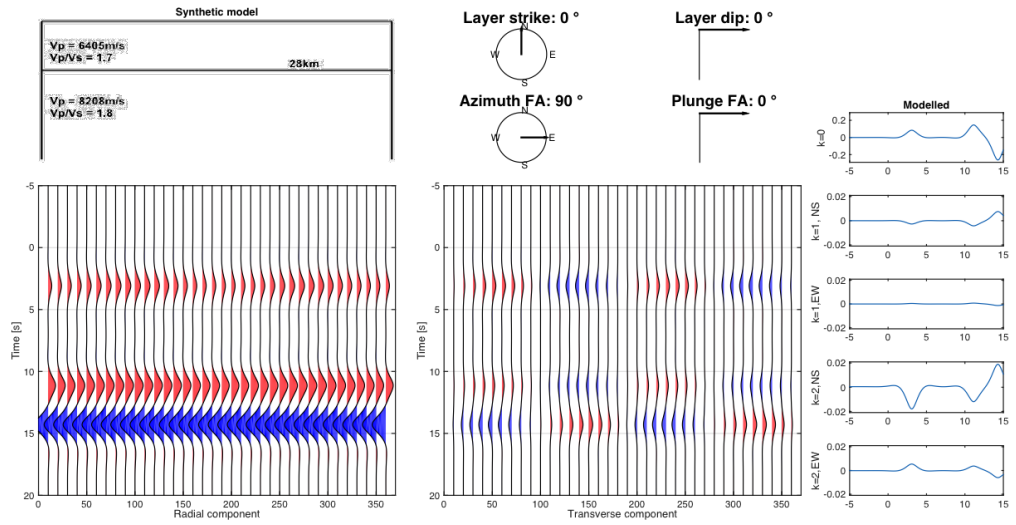 Synthetic model
Vp = 6405m/s
Vp/Vs = 1.7
28km
Vp = 8208m/s
Vp/Vs = 1.8
Layer strike: 0 °
N
W
E
S
Layer dip: 0 °
Azimuth FA: 90 °
N
W
E
S
Plunge FA: 0 °
-5
0
5
10
15
20
Time [s]
0 50 100 150 200 250 300 350
Radial component
-5
0
5
10
15
20
Time [s]
0 50 100 150 200 250 300 350
Transverse component
Modelled
k=0
0.2
0
-0.2
-5 0 5 10 15
k=1, NS
0.02
0
-0.02
-5 0 5 10 15
k=1,EW
0.02
0
-0.02
-5 0 5 10 15
k=2,NS
0.02
0
-0.02
-5 0 5 10 15
k=2,EW
0.02
0
-0.02
-5 0 5 10 15